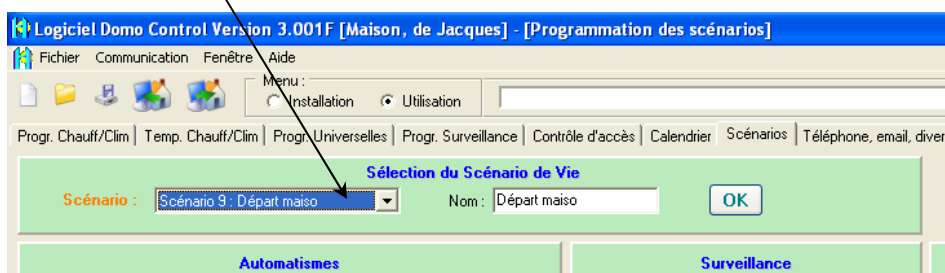 Logiciel Domo Control Version 3.001F [Maison, de Jacques] - [Programmation des scénarios]
Fichier Communication Fenêtre Aide
Menu :
Installation Utilisation
Progr. Chauff/Clim Temp. Chauff/Clim Progr. Universelles Progr. Surveillance Contrôle d'accès Calendrier Scénarios Téléphone, email, diver
Sélection du Scénario de Vie
Scénario : Scénario 9 : Départ maiso Nom : Départ maiso OK
Automatismes Surveillance